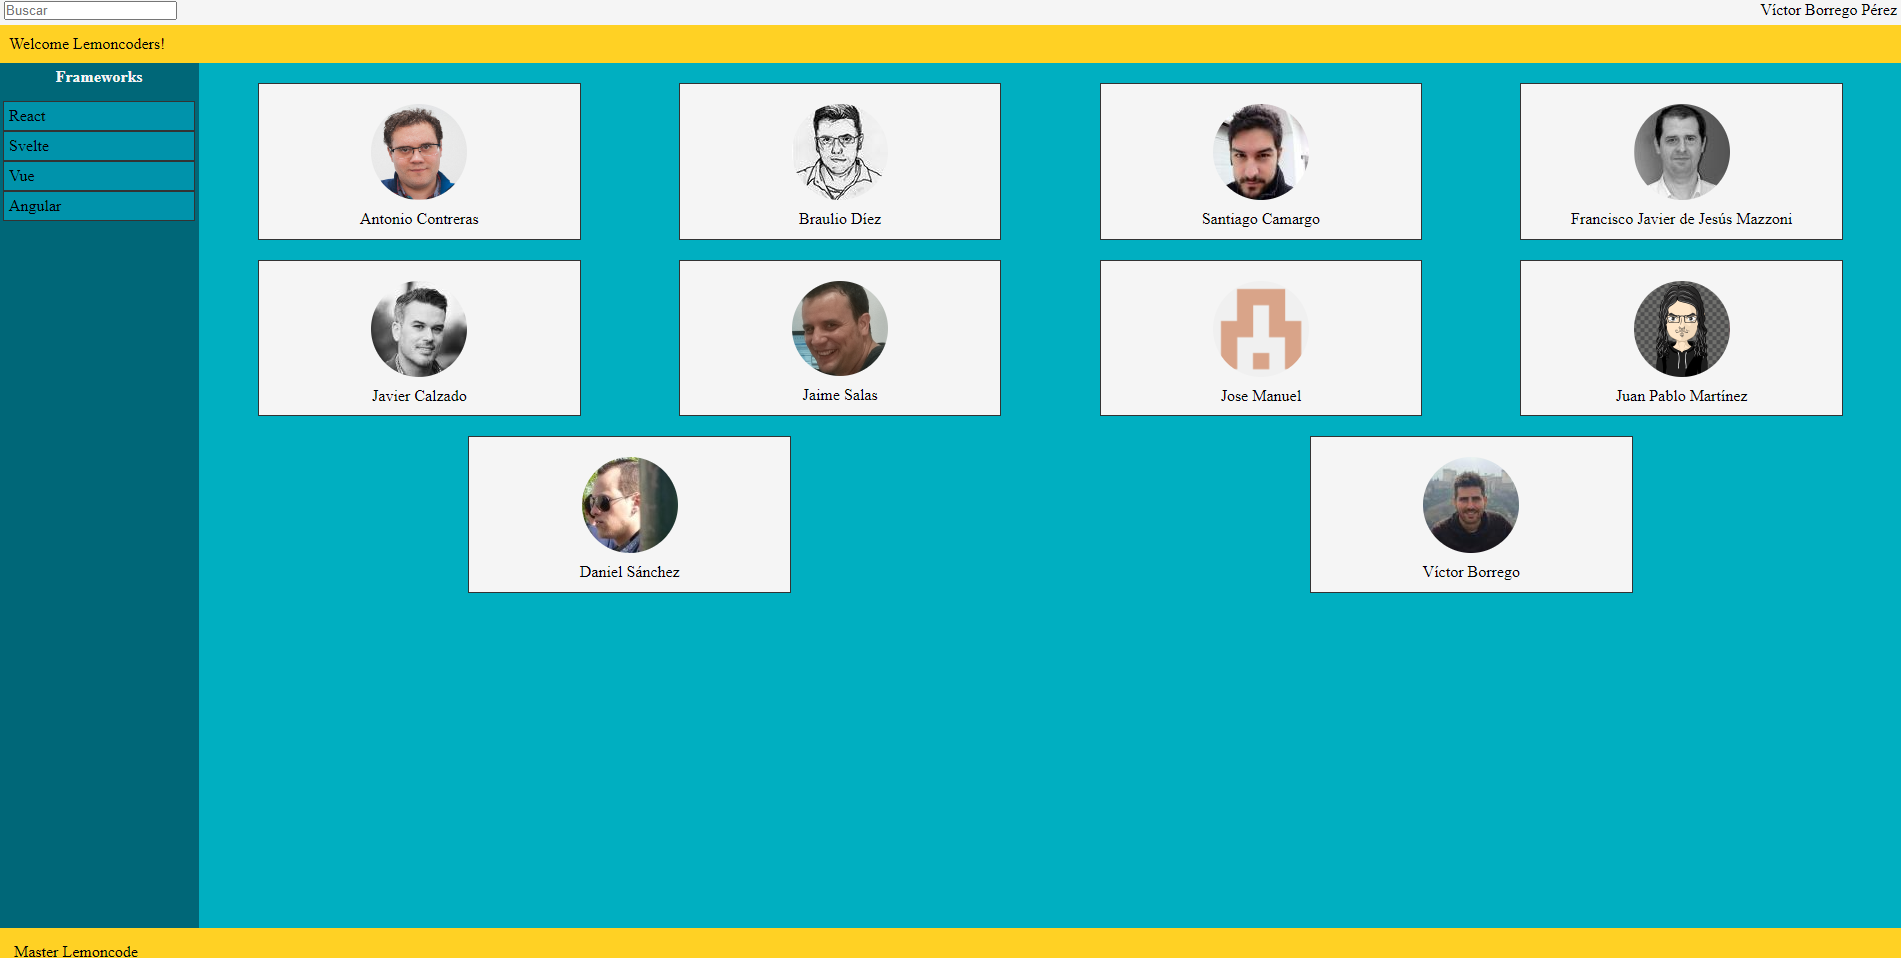 Buscar
Víctor Borrego Pérez
Welcome Lemoncoders!
Frameworks
React
Svelte
Vue
Angular
Antonio Contreras
Braulio Díez
Santiago Camargo
Francisco Javier de Jesús Mazzoni
Javier Calzado
Jaime Salas
Jose Manuel
Juan Pablo Martínez
Daniel Sánchez
Víctor Borrego
Master Lemoncode